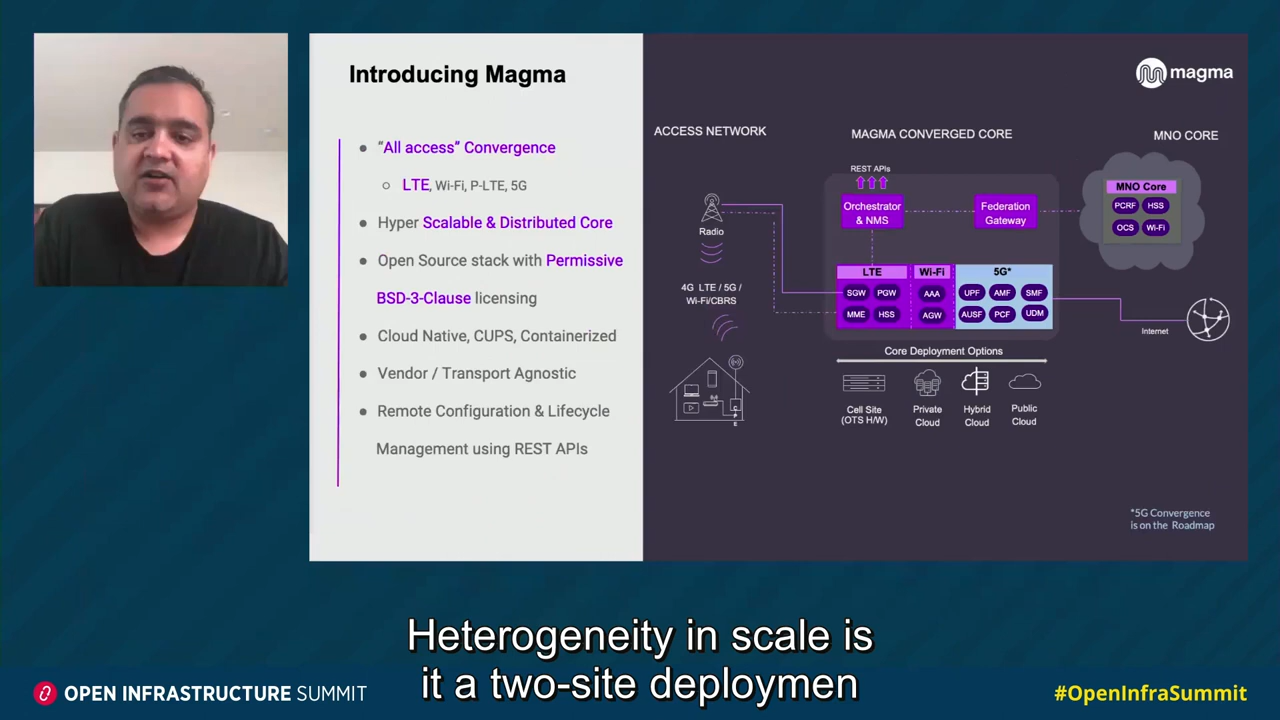 Introducing Magma
“All access” Convergence
LTE, Wi-Fi, P-LTE, 5G
Hyper Scalable & Distributed Core
Open Source stack with Permissive
BSD-3-Clause licensing
Cloud Native, CUPS, Containerized
Vendor / Transport Agnostic
Remote Configuration & Lifecycle
Management using REST APIs
magma
ACCESS NETWORK
MAGMA CONVERGED CORE
MNO CORE
REST APIs
Orchestrator
& NMS
Federation
Gateway
MNO Core
PCRF HSS
OCS Wi-Fi
Radio
4G LTE / 5G /
Wi-Fi/CBRS
LTE Wi-Fi 5G*
SGW PGW AAA UPF AMF SMF
MME HSS AGW AUSF PCF UDM
Internet
Core Deployment Options
Cell Site
(OTS H/W)
Private
Cloud
Hybrid
Cloud
Public
Cloud
C
P
E
*5G Convergence
is on the Roadmap
Heterogeneity in scale is
it a two-site deploymen
OPEN INFRASTRUCTURE SUMMIT
#OpenInfraSummit